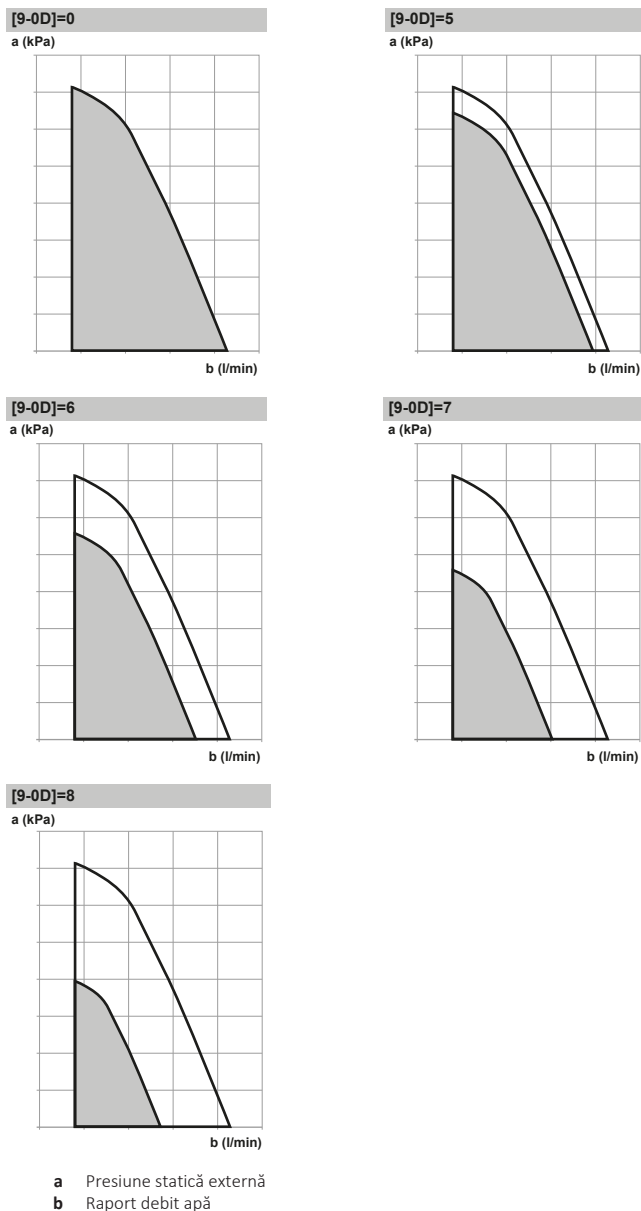 [9-0D]=0
a (kPa)
b (l/min)
[9-0D]=5
a (kPa)
b (l/min)
[9-0D]=6
a (kPa)
b (l/min)
[9-0D]=7
a (kPa)
b (l/min)
[9-0D]=8
a (kPa)
b (l/min)
a Presiune statică externă
b Raport debit apă